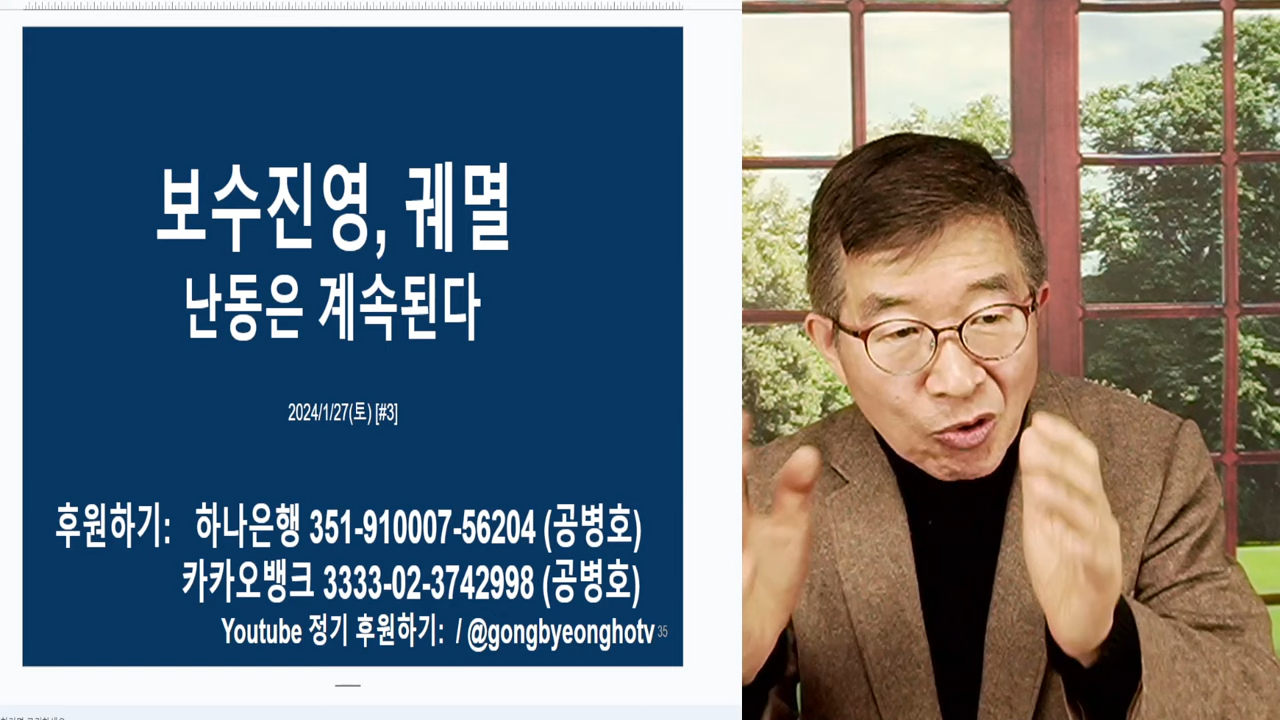 보수진영, 궤멸
난동은 계속된다
2024/1/27(토) [#3]
후원하기: 하나은행 351-910007-56204 (공병호)
카카오뱅크 3333-02-3742998 (공병호)
Youtube 정기 후원하기: / @gongbyeonghotv
35